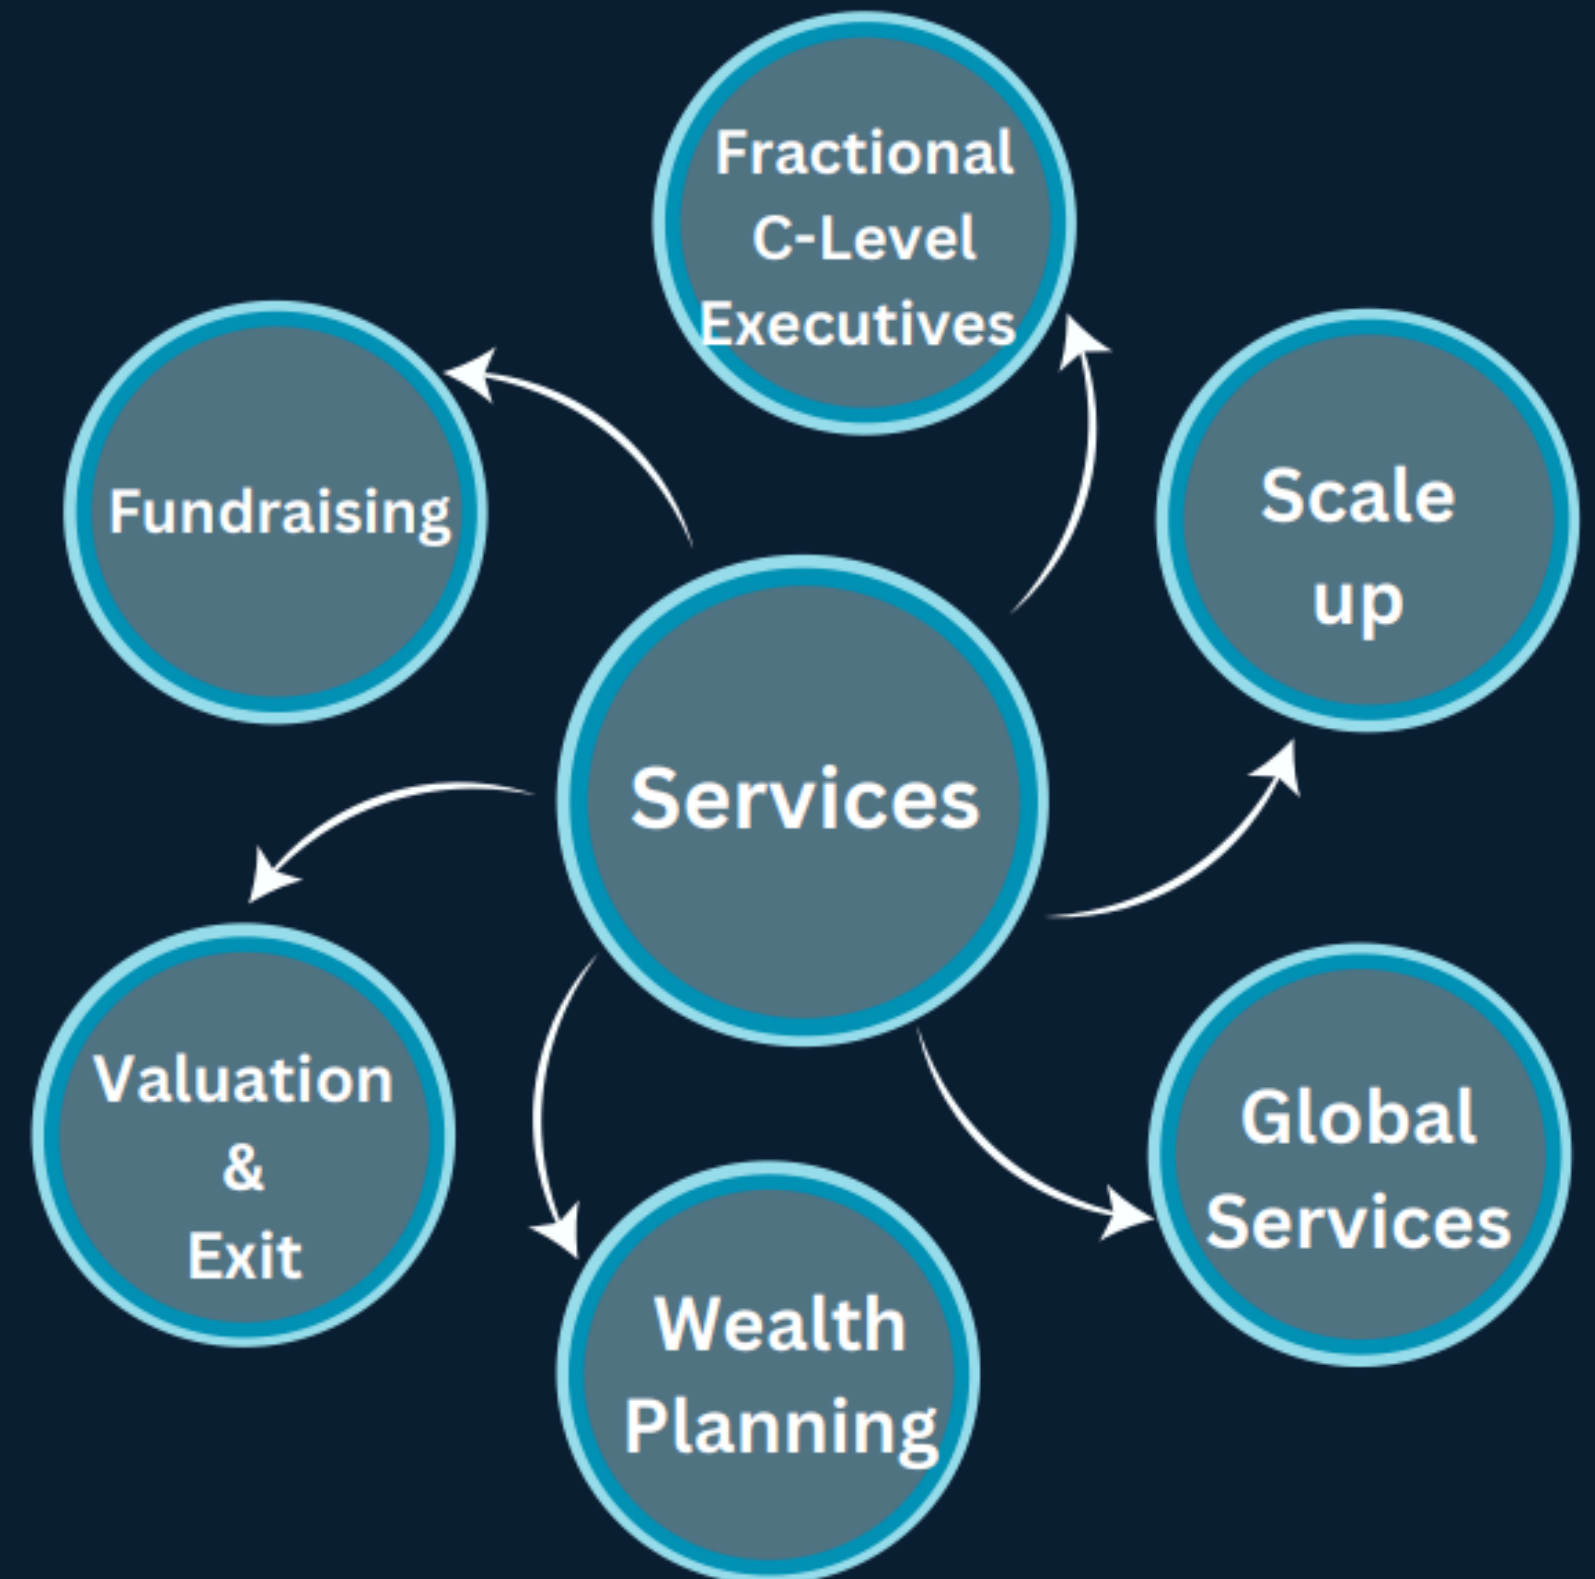 Fractional
C-Level
Executives
Fundraising
Scale
up
Services
Valuation
&
Exit
Global
Services
Wealth
Planning